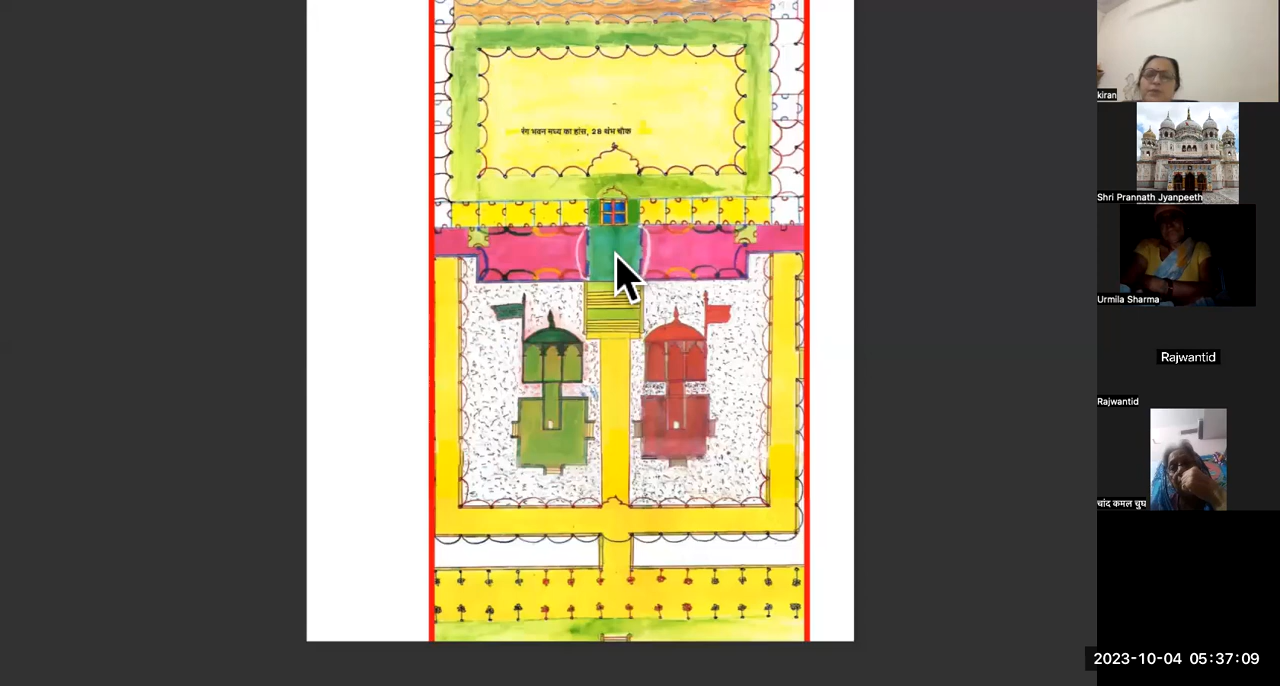 रंग भवन मध्य का हांस, 28 थंभ चौक
kiran
Shri Prannath Jyanpeeth
Urmila Sharma
Rajwantid
Rajwantid
चांद कमल चुघ
2023-10-04 05:37:09